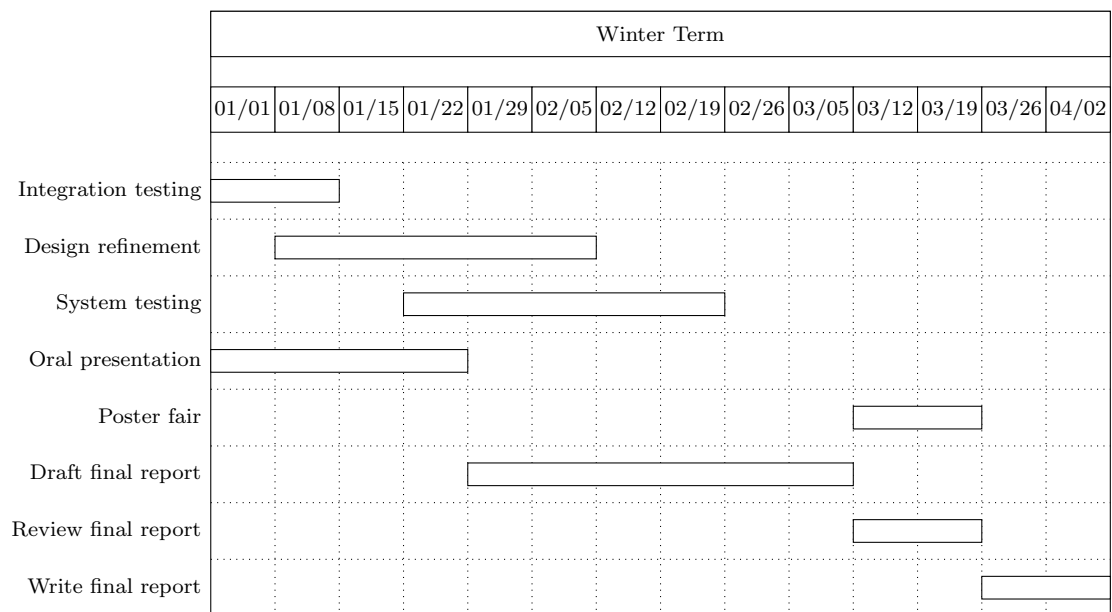 Winter Term
01/01 01/08 01/15 01/22 01/29 02/05 02/12 02/19 02/26 03/05 03/12 03/19 03/26 04/02
Integration testing
Design refinement
System testing
Oral presentation
Poster fair
Draft final report
Review final report
Write final report